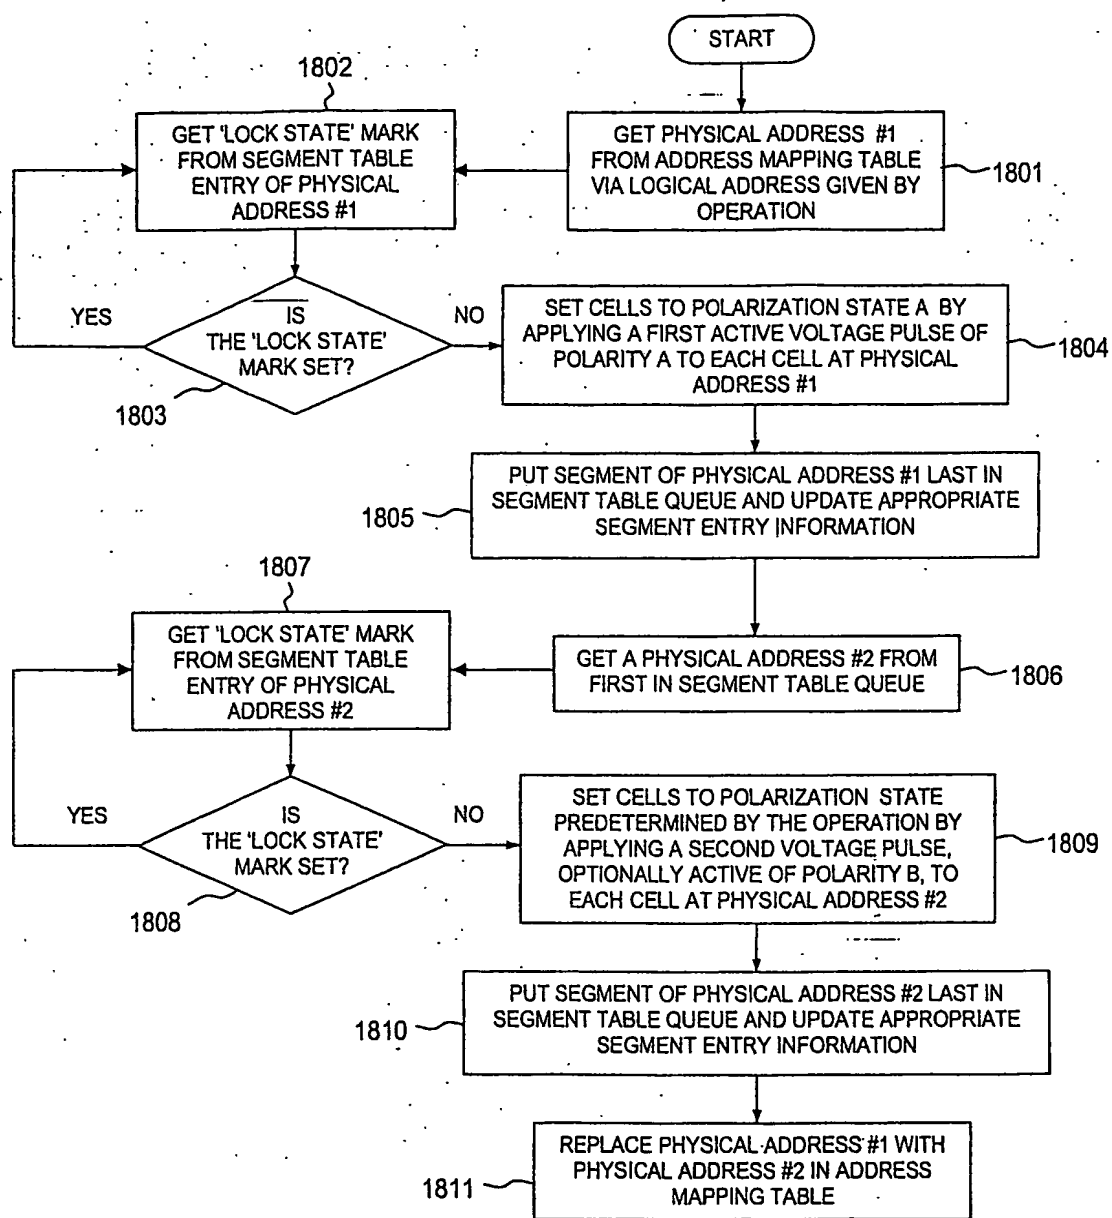 START
1802
GET 'LOCK STATE' MARK
FROM SEGMENT TABLE
ENTRY OF PHYSICAL
ADDRESS #1
GET PHYSICAL ADDRESS #1
FROM ADDRESS MAPPING TABLE
VIA LOGICAL ADDRESS GIVEN BY
OPERATION
1801
YES
IS
THE 'LOCK STATE'
MARK SET?
NO
1803
SET CELLS TO POLARIZATION STATE A BY
APPLYING A FIRST ACTIVE VOLTAGE PULSE OF
POLARITY A TO EACH CELL AT PHYSICAL
ADDRESS #1
1804
PUT SEGMENT OF PHYSICAL ADDRESS #1 LAST IN
SEGMENT TABLE QUEUE AND UPDATE APPROPRIATE
SEGMENT ENTRY INFORMATION
1805
1807
GET 'LOCK STATE' MARK
FROM SEGMENT TABLE
ENTRY OF PHYSICAL
ADDRESS #2
GET A PHYSICAL ADDRESS #2 FROM
FIRST IN SEGMENT TABLE QUEUE
1806
YES
IS
THE 'LOCK STATE'
MARK SET?
NO
1808
SET CELLS TO POLARIZATION STATE
PREDETERMINED BY THE OPERATION BY
APPLYING A SECOND VOLTAGE PULSE,
OPTIONALLY ACTIVE OF POLARITY B, TO
EACH CELL AT PHYSICAL ADDRESS #2
1809
PUT SEGMENT OF PHYSICAL ADDRESS #2 LAST IN
SEGMENT TABLE QUEUE AND UPDATE APPROPRIATE
SEGMENT ENTRY INFORMATION
1810
REPLACE PHYSICAL ADDRESS #1 WITH
PHYSICAL ADDRESS #2 IN ADDRESS
MAPPING TABLE
1811